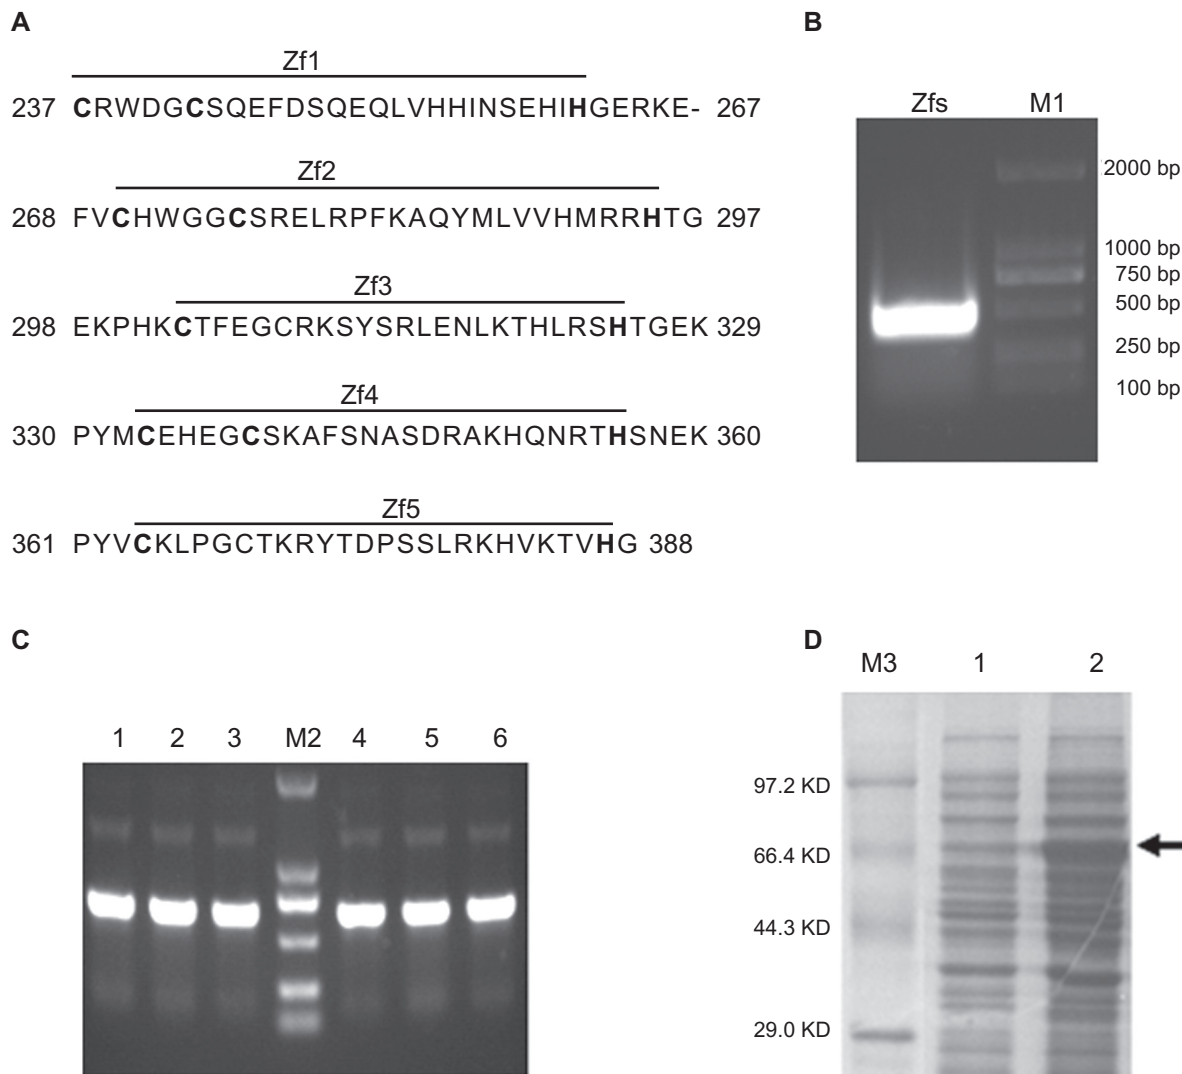 A
Zf1
237 CRWDGCSQEFDSQEQLVHHINSEHIHGERKE- 267
Zf2
268 FVCHWGGCSRELRPFKAQYMLVVHMRRHTG 297
Zf3
298 EKPHKCTFEGCRKSYSRLENLKTHLRSHTGEK 329
Zf4
330 PYMCEHEGCSKAFSNASDRAKHQNRTHSNEK 360
Zf5
361 PYVCKLPGCTKRYTDPSSLRKHVKTVHG 388
B
Zfs M1
2000 bp
1000 bp
750 bp
500 bp
250 bp
100 bp
C
1 2 3 M2 4 5 6
D
M3 1 2
97.2 KD
66.4 KD
44.3 KD
29.0 KD